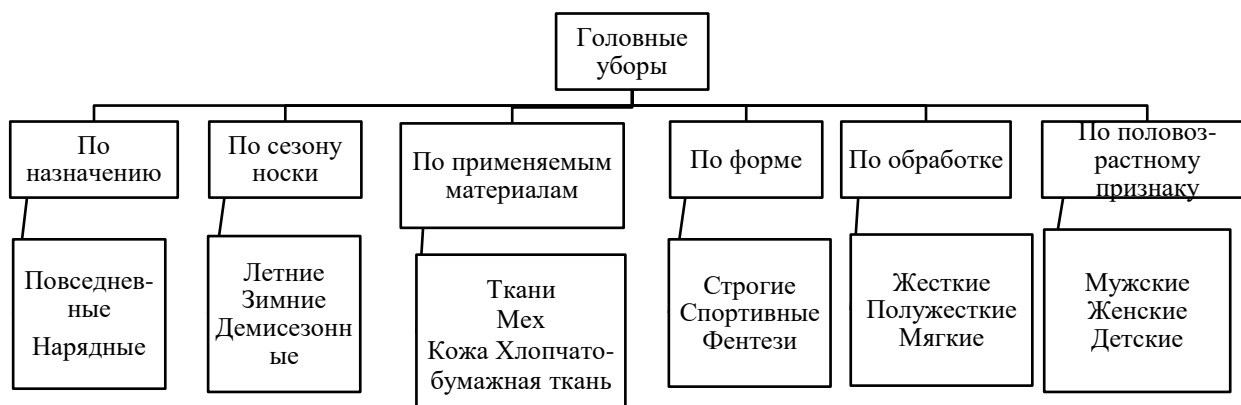 Головные
уборы
По
назначению
По сезону
носки
По применяемым
материалам
По форме
По обработке
По половоз-
растному
признаку
Повседнев-
ные
Нарядные
Летние
Зимние
Демисезонн
ые
Ткани
Мех
Кожа Хлопчато-
бумажная ткань
Строгие
Спортивные
Фентези
Жесткие
Полужесткие
Мягкие
Мужские
Женские
Детские